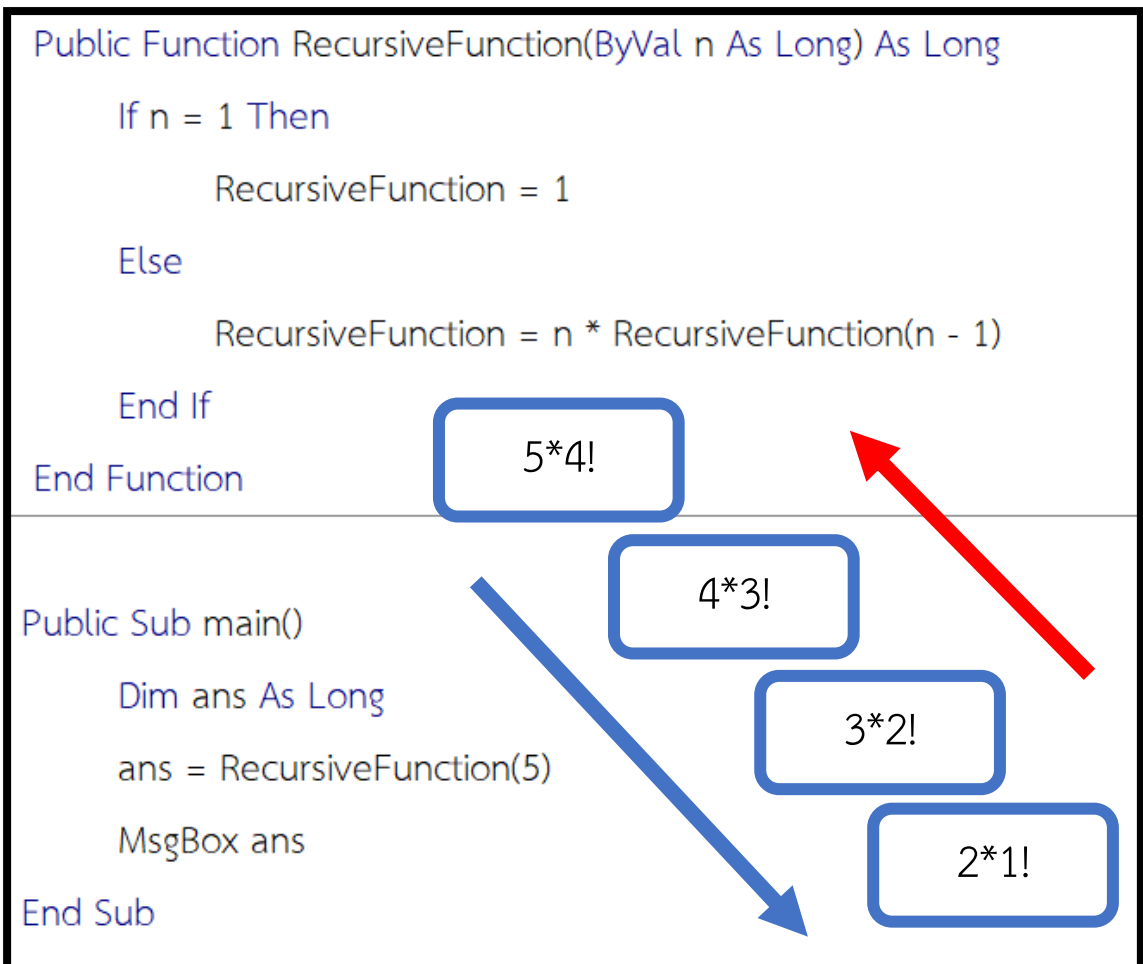 Public Function RecursiveFunction(ByVal n As Long) As Long
If n = 1 Then
RecursiveFunction = 1
Else
RecursiveFunction = n * RecursiveFunction(n - 1)
End If
End Function
5*4!
4*3!
3*2!
2*1!
Public Sub main()
Dim ans As Long
ans = RecursiveFunction(5)
MsgBox ans
End Sub